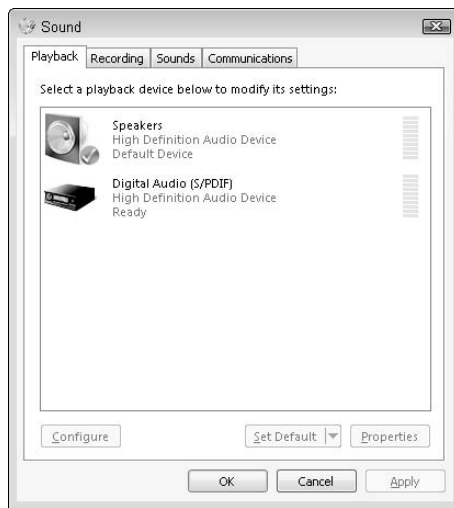 Sound
Playback Recording Sounds Communications
Select a playback device below to modify its settings:
Speakers
High Definition Audio Device
Default Device
Digital Audio (S/PDIF)
High Definition Audio Device
Ready
Configure Set Default Properties
OK Cancel Apply